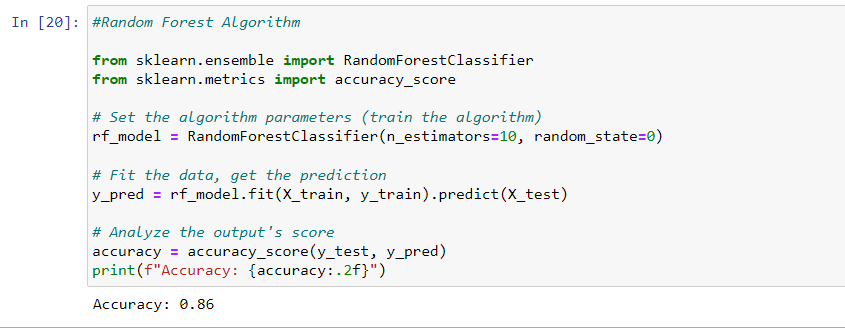 In [20]: #Random Forest Algorithm
from sklearn.ensemble import RandomForestClassifier
from sklearn.metrics import accuracy_score
# Set the algorithm parameters (train the algorithm)
rf_model = RandomForestClassifier(n_estimators=10, random_state=0)
# Fit the data, get the prediction
y_pred = rf_model.fit(X_train, y_train).predict(X_test)
# Analyze the output's score
accuracy = accuracy_score(y_test, y_pred)
print(f"Accuracy: {accuracy:.2f}")
Accuracy: 0.86